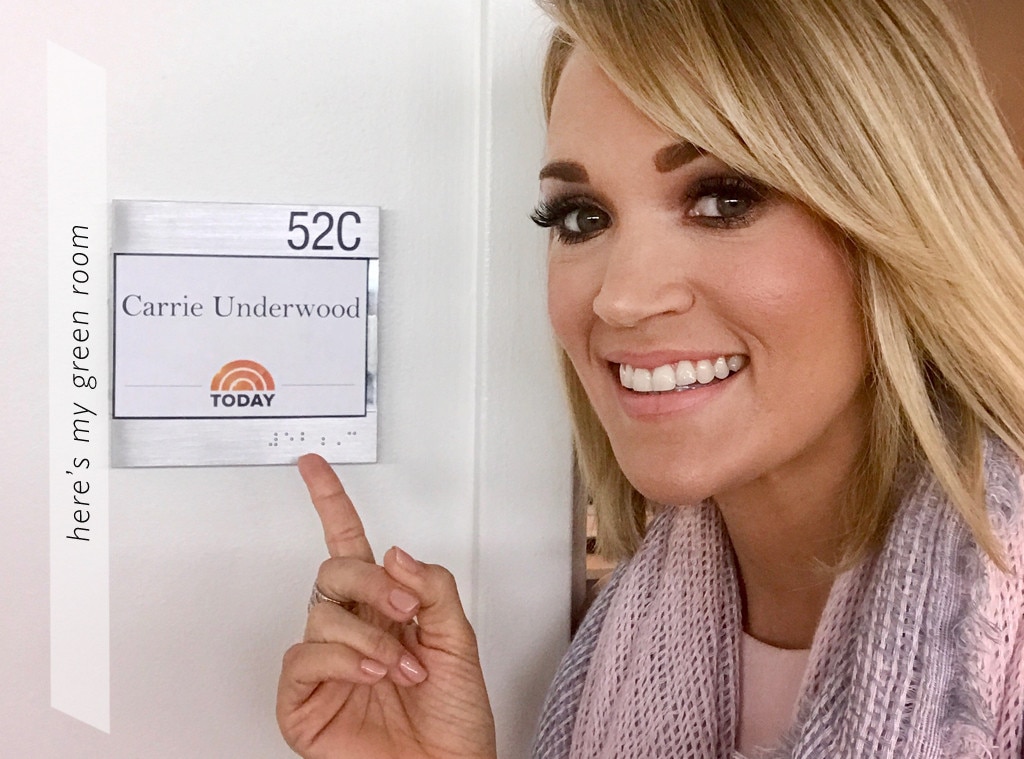 here's my green room
52C
Carrie Underwood
TODAY